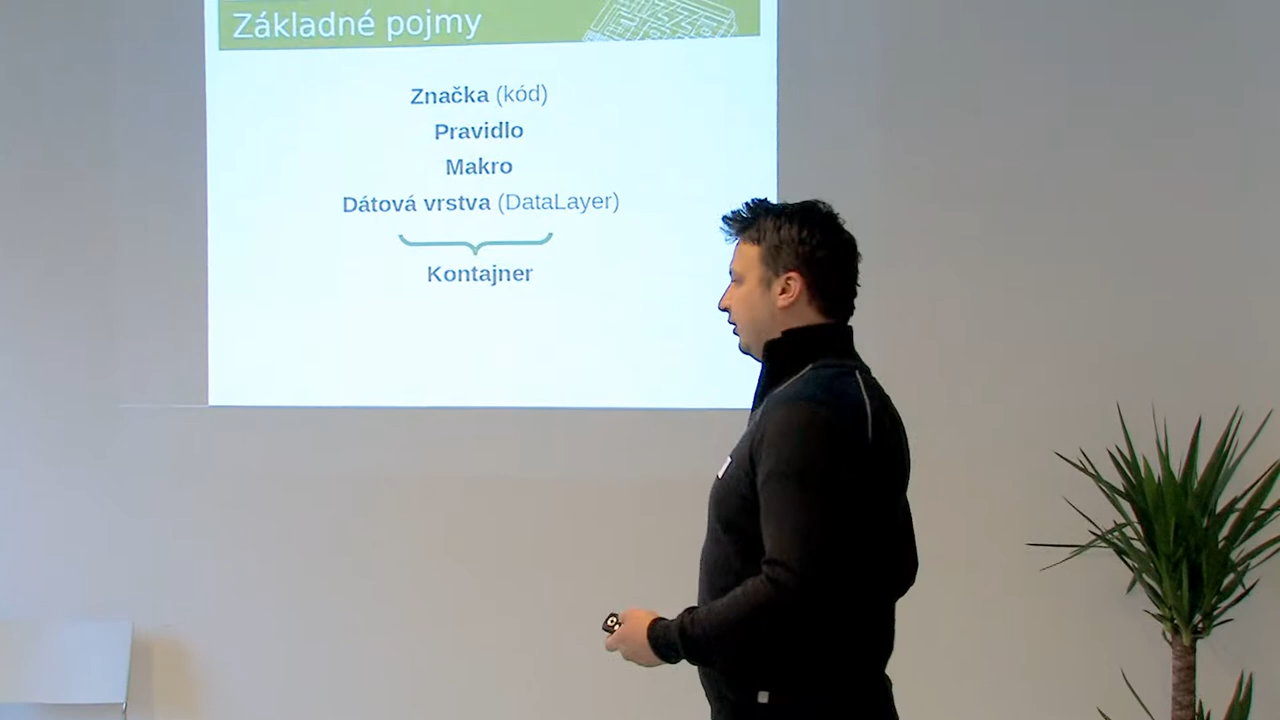 Základné pojmy
Značka (kód)
Pravidlo
Makro
Dátová vrstva (DataLayer)
Kontajner